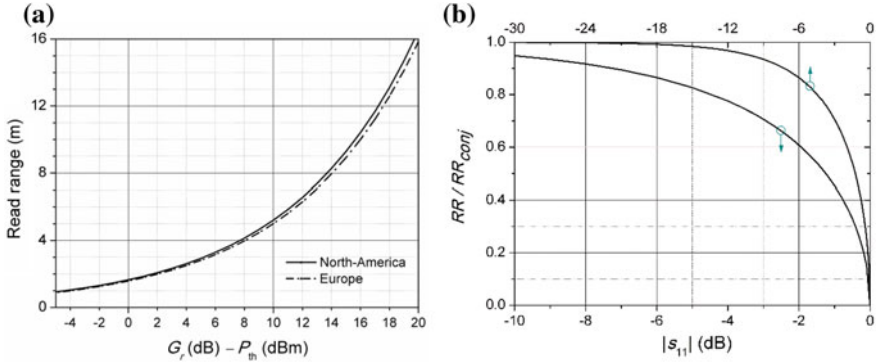 (a)
16
12
8
4
0
Read range (m)
-4 -2 0 2 4 6 8 10 12 14 16 18 20
G_r (dB) – P_th (dBm)
North-America
Europe
(b)
-30 -24 -18 -12 -6 0
1.0
0.8
0.6
0.4
0.2
0.0
RR / RR_conj
-10 -8 -6 -4 -2 0
|s_11| (dB)